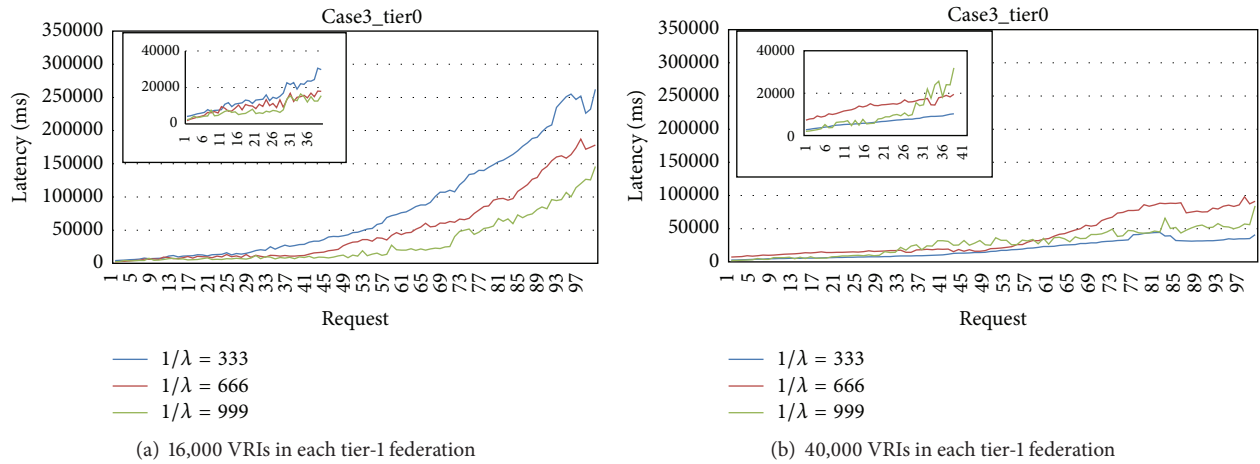 Case3_tier0
350000
300000
250000
200000
150000
100000
50000
0
Latency (ms)
40000
20000
0
1 6 11 16 21 26 31 36
1 5 9 13 17 21 25 29 33 37 41 45 49 53 57 61 65 69 73 77 81 85 89 93 97
Request
1/λ = 333
1/λ = 666
1/λ = 999
(a) 16,000 VRIs in each tier-1 federation
Case3_tier0
350000
300000
250000
200000
150000
100000
50000
0
Latency (ms)
40000
20000
0
1 6 11 16 21 26 31 36 41
1 5 9 13 17 21 25 29 33 37 41 45 49 53 57 61 65 69 73 77 81 85 89 93 97
Request
1/λ = 333
1/λ = 666
1/λ = 999
(b) 40,000 VRIs in each tier-1 federation